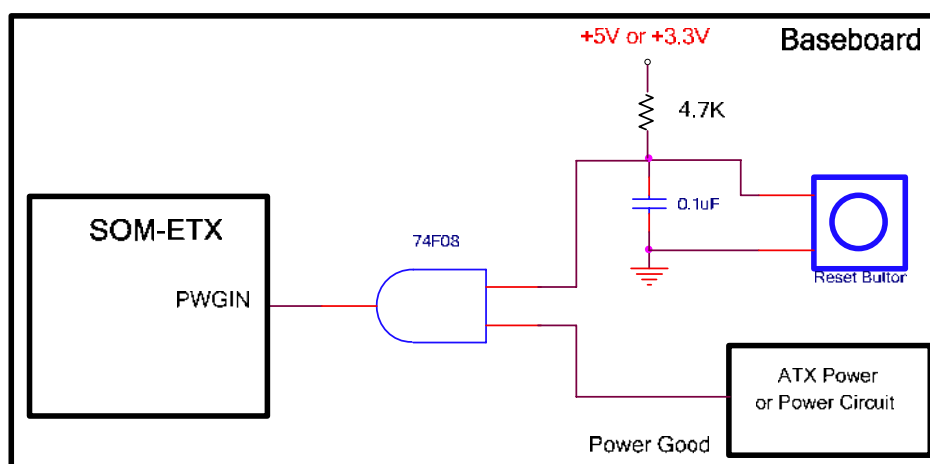 +5V or +3.3V
Baseboard
4.7K
0.1uF
SOM-ETX
74F08
Reset Buttor
PWGIN
ATX Power
or Power Circuit
Power Good